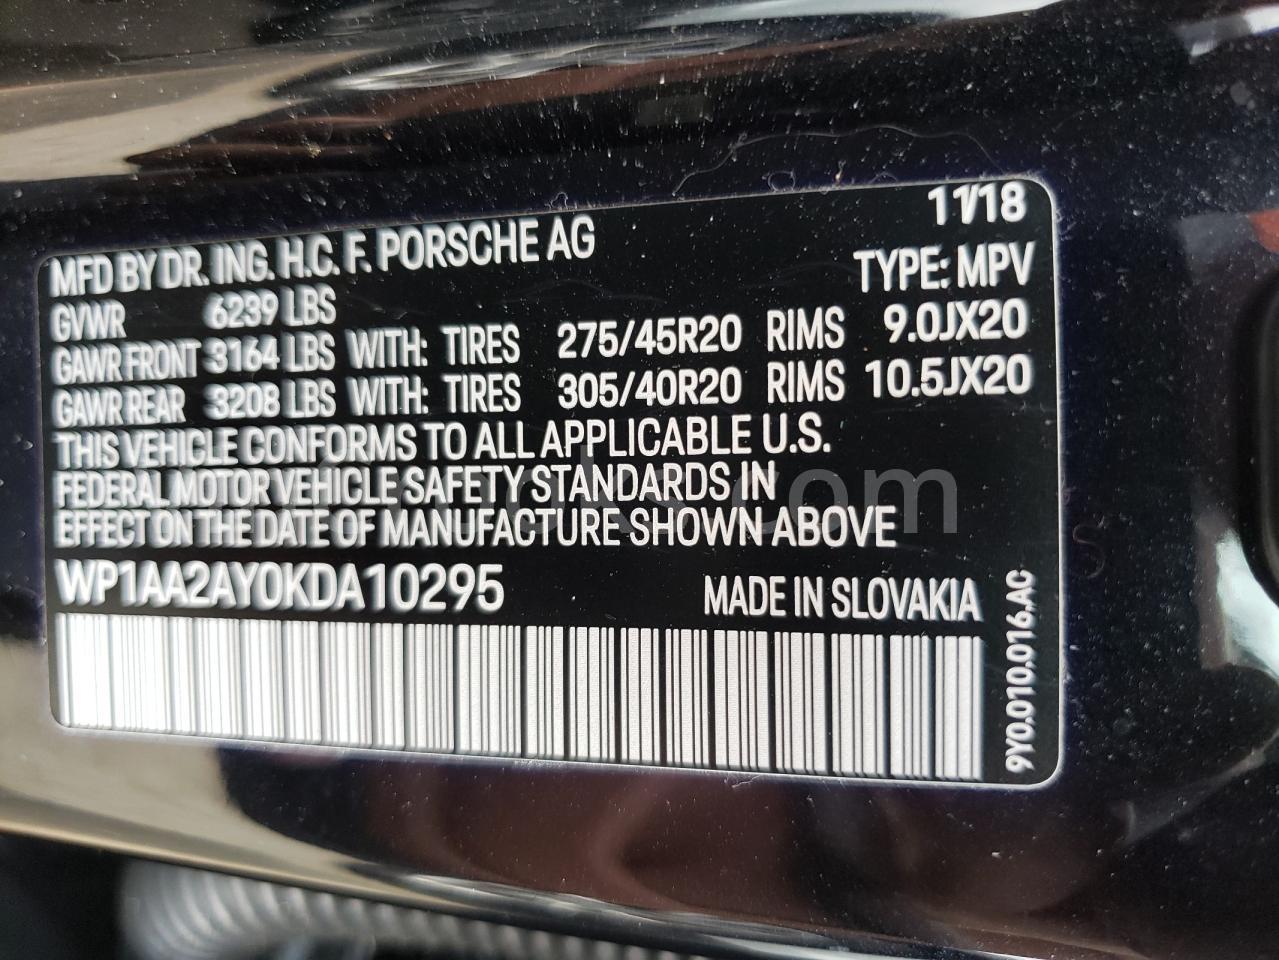 11/18
MFD BY DR. ING. H.C. F. PORSCHE AG
TYPE: MPV
GVWR 6239 LBS
GAWR FRONT 3164 LBS WITH: TIRES 275/45R20 RIMS 9.0JX20
GAWR REAR 3208 LBS WITH: TIRES 305/40R20 RIMS 10.5JX20
THIS VEHICLE CONFORMS TO ALL APPLICABLE U.S.
FEDERAL MOTOR VEHICLE SAFETY STANDARDS IN
EFFECT ON THE DATE OF MANUFACTURE SHOWN ABOVE
WP1AA2AY0KDA10295 MADE IN SLOVAKIA
9Y0.010.016.AC